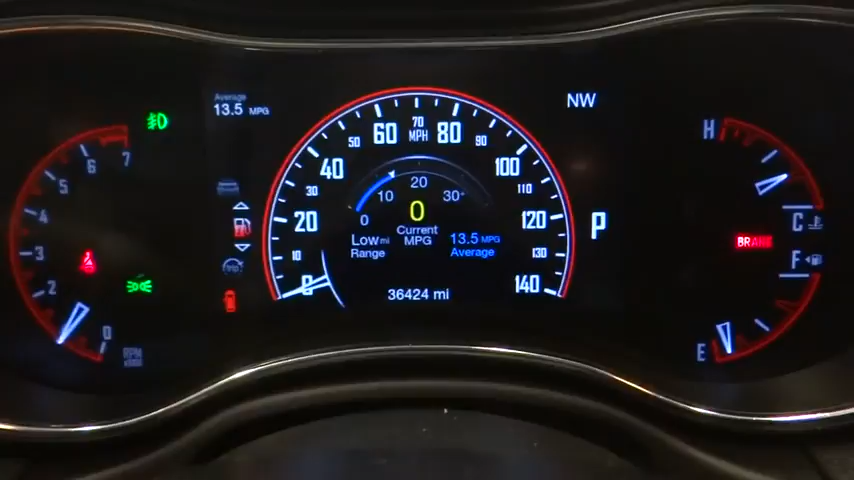 Average
13.5 MPG
NW
7
6
5
4
3
2
1
0
RPM
x1000
0
10
20
30
40
50
60
70
80
90
100
110
120
130
140
MPH
0
10
20
30+
0
Current
MPG
LOW mi
Range
13.5 MPG
Average
36424 mi
trip
P
H
C
BRAKE
F
E